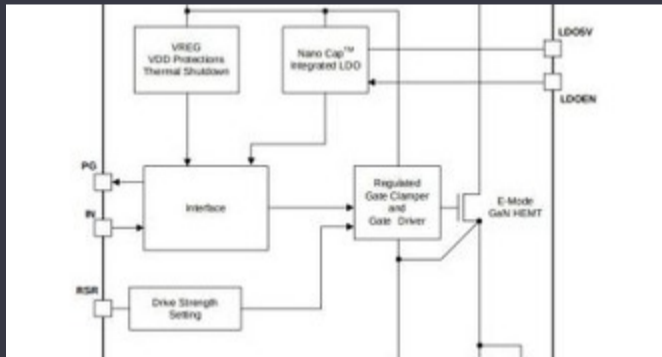 LDO5V
VREG
VDD Protections
Thermal Shutdown
Nano Cap™
Integrated LDO
LDOEN
PG
Interface
Regulated
Gate Clamper
and
Gate Driver
E-Mode
GaN HEMT
IN
RSR
Drive Strength
Setting